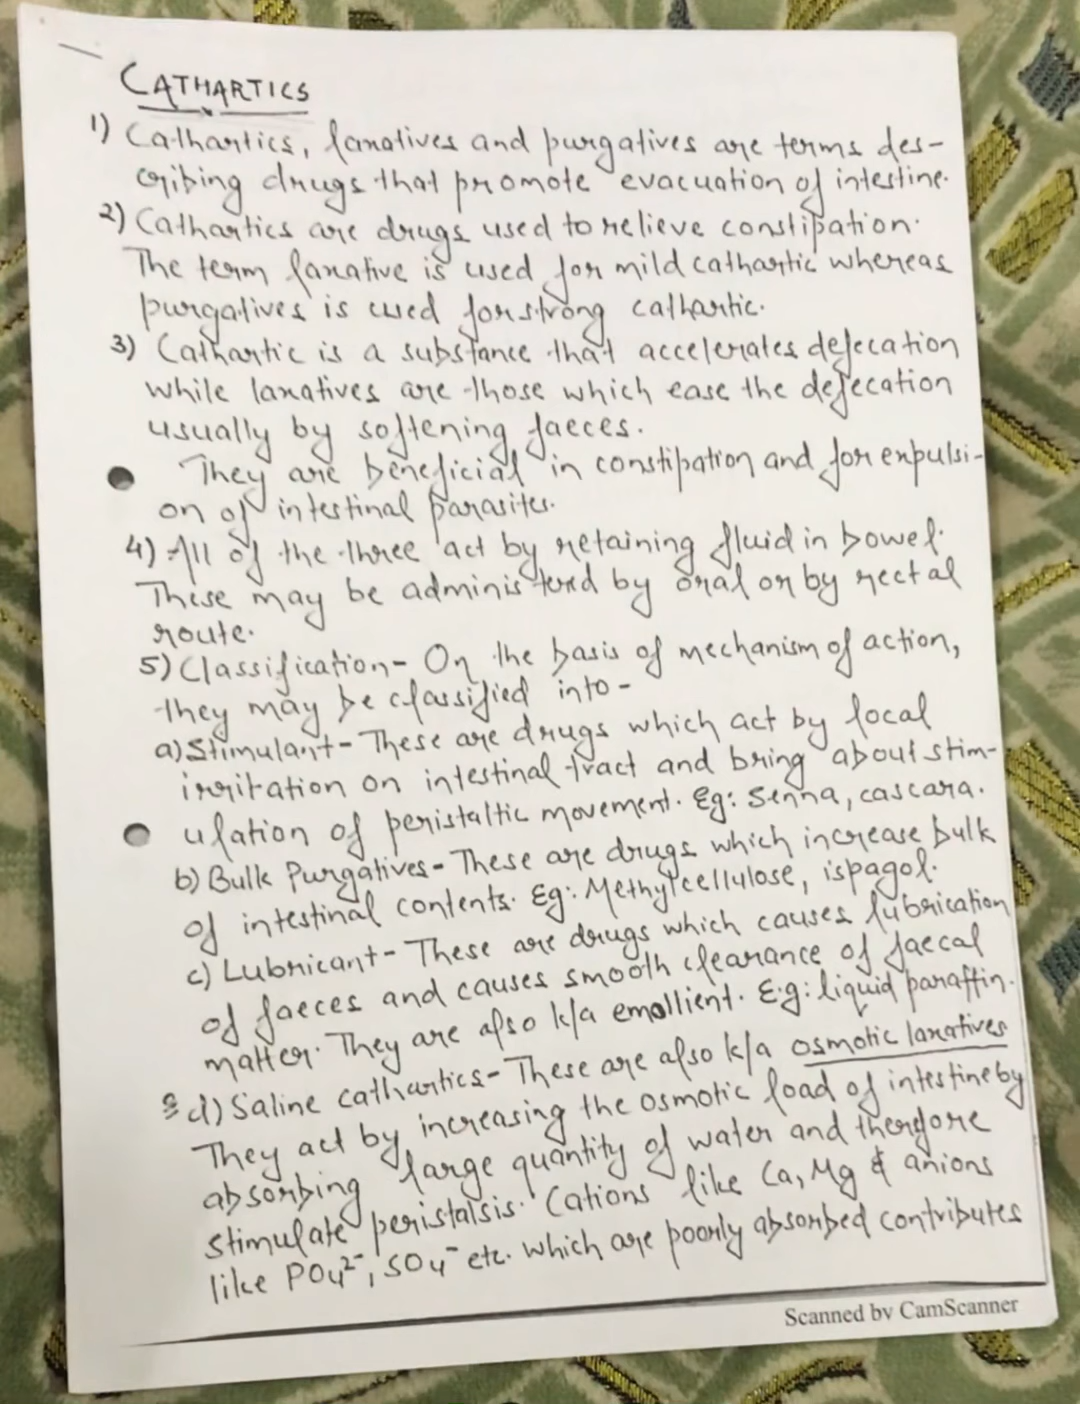 CATHARTICS
1) Cathartics, laxatives and purgatives are terms des-
cribing drugs that promote evacuation of intestine.
2) Cathartics are drugs used to relieve constipation.
The term laxative is used for mild cathartic whereas
purgatives is used for strong cathartic.
3) Cathartic is a substance that accelerates defecation
while laxatives are those which ease the defecation
usually by softening faeces.
They are beneficial in constipation and for expulsi-
on of intestinal parasites.
4) All of the three act by retaining fluid in bowel.
These may be administered by oral or by rectal
route.
5) Classification- On the basis of mechanism of action,
they may be classified into -
a) Stimulant- These are drugs which act by local
irritation on intestinal tract and bring about stim-
ulation of peristaltic movement. Eg: Senna, cascara.
b) Bulk Purgatives- These are drugs which increase bulk
of intestinal contents. Eg: Methylcellulose, ispagol.
c) Lubricant- These are drugs which causes lubrication
of faeces and causes smooth clearance of faecal
matter. They are also k/a emollient. E.g: liquid paraffin.
d) Saline cathartics- These are also k/a osmotic laxatives
They act by increasing the osmotic load of intestine by
absorbing large quantity of water and therefore
stimulate peristalsis. Cations like Ca, Mg & anions
like PO4²⁻, SO4⁻ etc. which are poorly absorbed contributes
Scanned by CamScanner